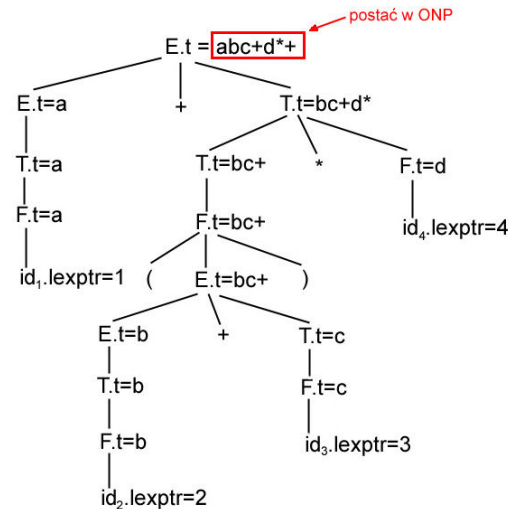 postać w ONP
E.t = abc+d*+
E.t=a + T.t=bc+d*
T.t=a T.t=bc+ * F.t=d
F.t=a F.t=bc+ id₄.lexptr=4
id₁.lexptr=1 ( E.t=bc+ )
E.t=b + T.t=c
T.t=b F.t=c
F.t=b id₃.lexptr=3
id₂.lexptr=2